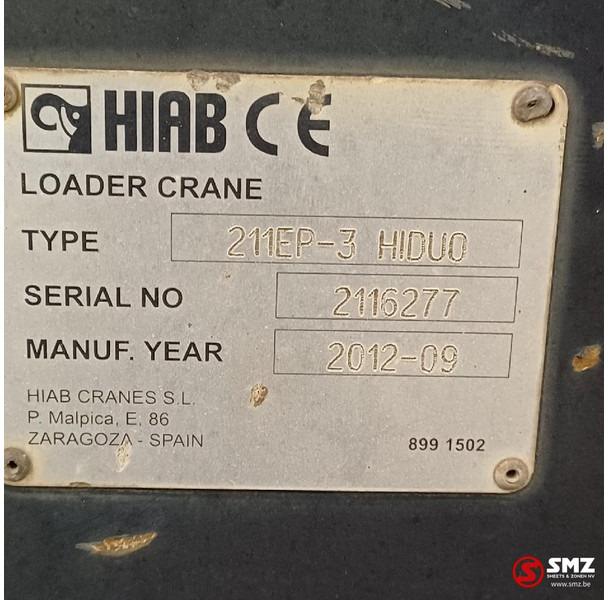 HIAB CE
LOADER CRANE
TYPE 211EP-3 HIDUO
SERIAL NO 2116277
MANUF. YEAR 2012-09
HIAB CRANES S.L.
P. Malpica, E, 86
ZARAGOZA - SPAIN
899 1502
SMZ
SMEETS & ZONEN NV
www.smz.be